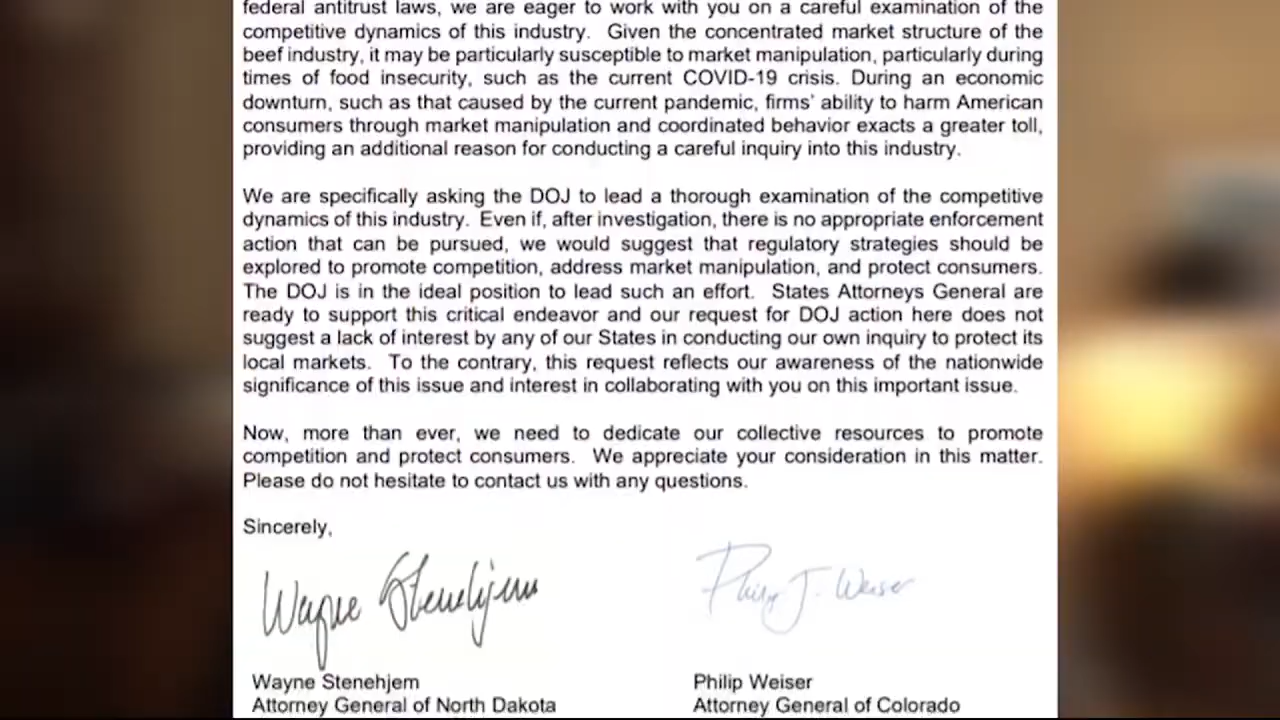 federal antitrust laws, we are eager to work with you on a careful examination of the
competitive dynamics of this industry. Given the concentrated market structure of the
beef industry, it may be particularly susceptible to market manipulation, particularly during
times of food insecurity, such as the current COVID-19 crisis. During an economic
downturn, such as that caused by the current pandemic, firms' ability to harm American
consumers through market manipulation and coordinated behavior exacts a greater toll,
providing an additional reason for conducting a careful inquiry into this industry.
We are specifically asking the DOJ to lead a thorough examination of the competitive
dynamics of this industry. Even if, after investigation, there is no appropriate enforcement
action that can be pursued, we would suggest that regulatory strategies should be
explored to promote competition, address market manipulation, and protect consumers.
The DOJ is in the ideal position to lead such an effort. States Attorneys General are
ready to support this critical endeavor and our request for DOJ action here does not
suggest a lack of interest by any of our States in conducting our own inquiry to protect its
local markets. To the contrary, this request reflects our awareness of the nationwide
significance of this issue and interest in collaborating with you on this important issue.
Now, more than ever, we need to dedicate our collective resources to promote
competition and protect consumers. We appreciate your consideration in this matter.
Please do not hesitate to contact us with any questions.
Sincerely,
Wayne Stenehjem
Philip J. Weiser
Wayne Stenehjem
Philip Weiser
Attorney General of North Dakota
Attorney General of Colorado